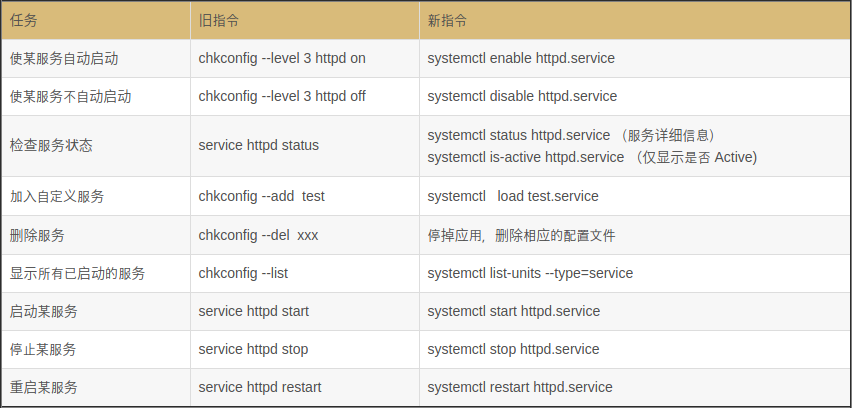 任务 旧指令 新指令
使某服务自动启动 chkconfig --level 3 httpd on systemctl enable httpd.service
使某服务不自动启动 chkconfig --level 3 httpd off systemctl disable httpd.service
检查服务状态 service httpd status systemctl status httpd.service （服务详细信息）
systemctl is-active httpd.service （仅显示是否 Active)
加入自定义服务 chkconfig --add  test systemctl   load test.service
删除服务 chkconfig --del  xxx 停掉应用，删除相应的配置文件
显示所有已启动的服务 chkconfig --list systemctl list-units --type=service
启动某服务 service httpd start systemctl start httpd.service
停止某服务 service httpd stop systemctl stop httpd.service
重启某服务 service httpd restart systemctl restart httpd.service